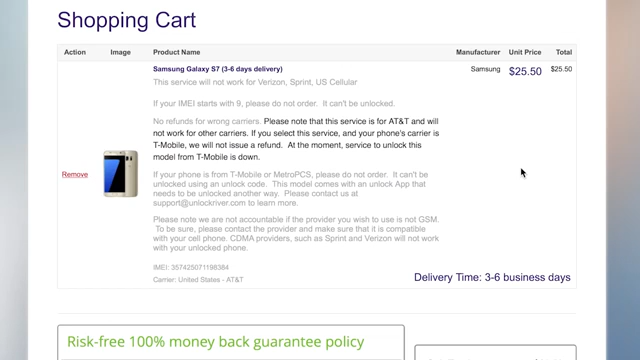 Shopping Cart
Action Image Product Name Manufacturer Unit Price Total
Samsung Galaxy S7 (3-6 days delivery) Samsung $25.50 $25.50
This service will not work for Verizon, Sprint, US Cellular
If your IMEI starts with 9, please do not order. It can't be unlocked.
No refunds for wrong carriers. Please note that this service is for AT&T and will
not work for other carriers. If you select this service, and your phone's carrier is
T-Mobile, we will not issue a refund. At the moment, service to unlock this
model from T-Mobile is down.
Remove
If your phone is from T-Mobile or MetroPCS, please do not order. It can't be
unlocked using an unlock code. This model comes with an unlock App that
needs to be unlocked another way. Please contact us at
support@unlockriver.com to learn more.
Please note we are not accountable if the provider you wish to use is not GSM.
To be sure, please contact the provider and make sure that it is compatible
with your cell phone. CDMA providers, such as Sprint and Verizon will not work
with your unlocked phone.
IMEI: 357425071198384
Carrier: United States - AT&T
Delivery Time: 3-6 business days
Risk-free 100% money back guarantee policy